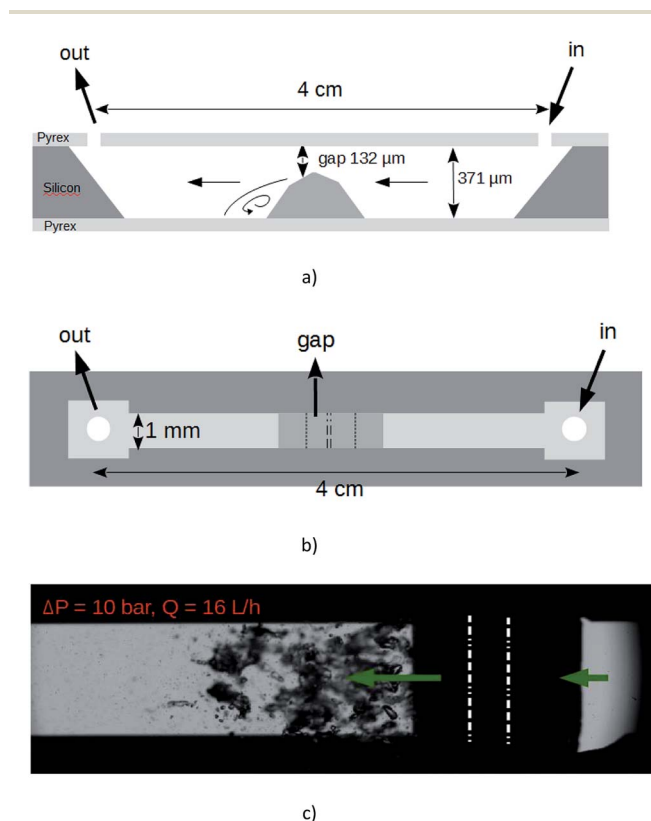 out
in
4 cm
Pyrex
gap 132 µm
371 µm
Silicon
Pyrex
a)
out
gap
in
1 mm
4 cm
b)
ΔP = 10 bar, Q = 16 L/h
c)